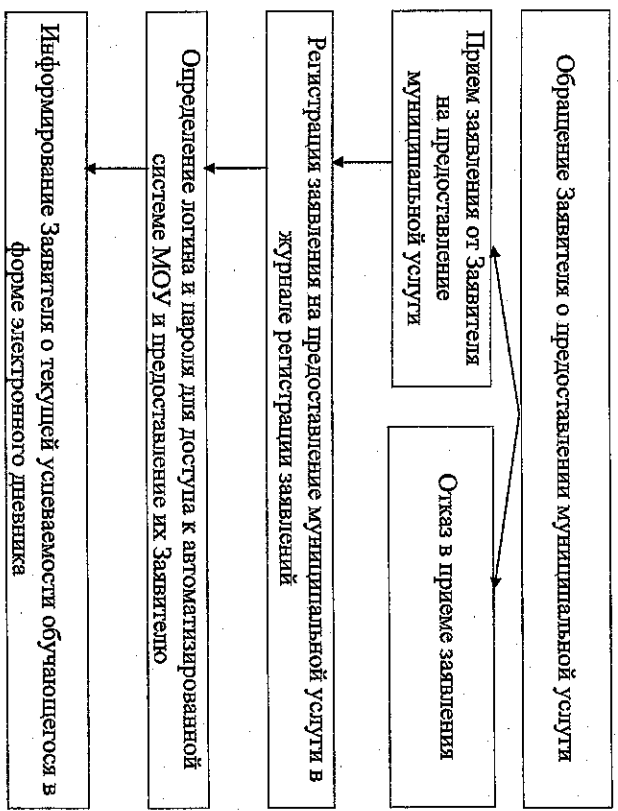 Обращение Заявителя о предоставлении муниципальной услуги
Прием заявления от Заявителя
на предоставление
муниципальной услуги
Отказ в приеме заявления
Регистрация заявления на предоставление муниципальной услуги в
журнале регистрации заявлений
Определение логина и пароля для доступа к автоматизированной
системе МОУ и предоставление их Заявителю
Информирование Заявителя о текущей успеваемости обучающегося в
форме электронного дневника